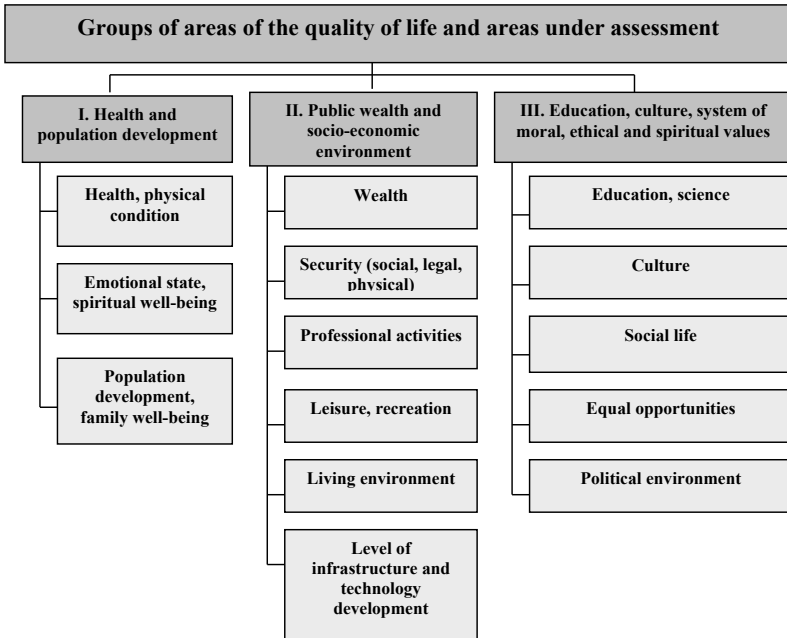 Groups of areas of the quality of life and areas under assessment
I. Health and
population development
Health, physical
condition
Emotional state,
spiritual well-being
Population
development,
family well-being
II. Public wealth and
socio-economic
environment
Wealth
Security (social, legal,
physical)
Professional activities
Leisure, recreation
Living environment
Level of
infrastructure and
technology
development
III. Education, culture, system of
moral, ethical and spiritual values
Education, science
Culture
Social life
Equal opportunities
Political environment